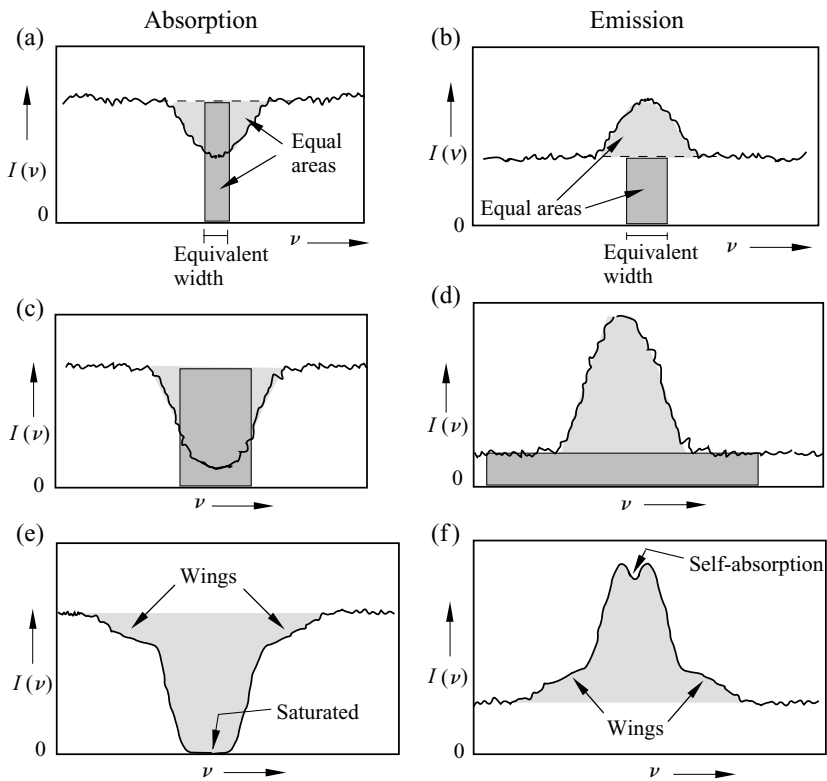 Absorption
Emission
(a)
I(ν)
0
Equal
areas
Equivalent
width
ν
(b)
I(ν)
0
Equal areas
Equivalent
width
ν
(c)
I(ν)
0
ν
(d)
I(ν)
0
ν
(e)
I(ν)
0
Wings
Saturated
ν
(f)
I(ν)
0
Self-absorption
Wings
ν